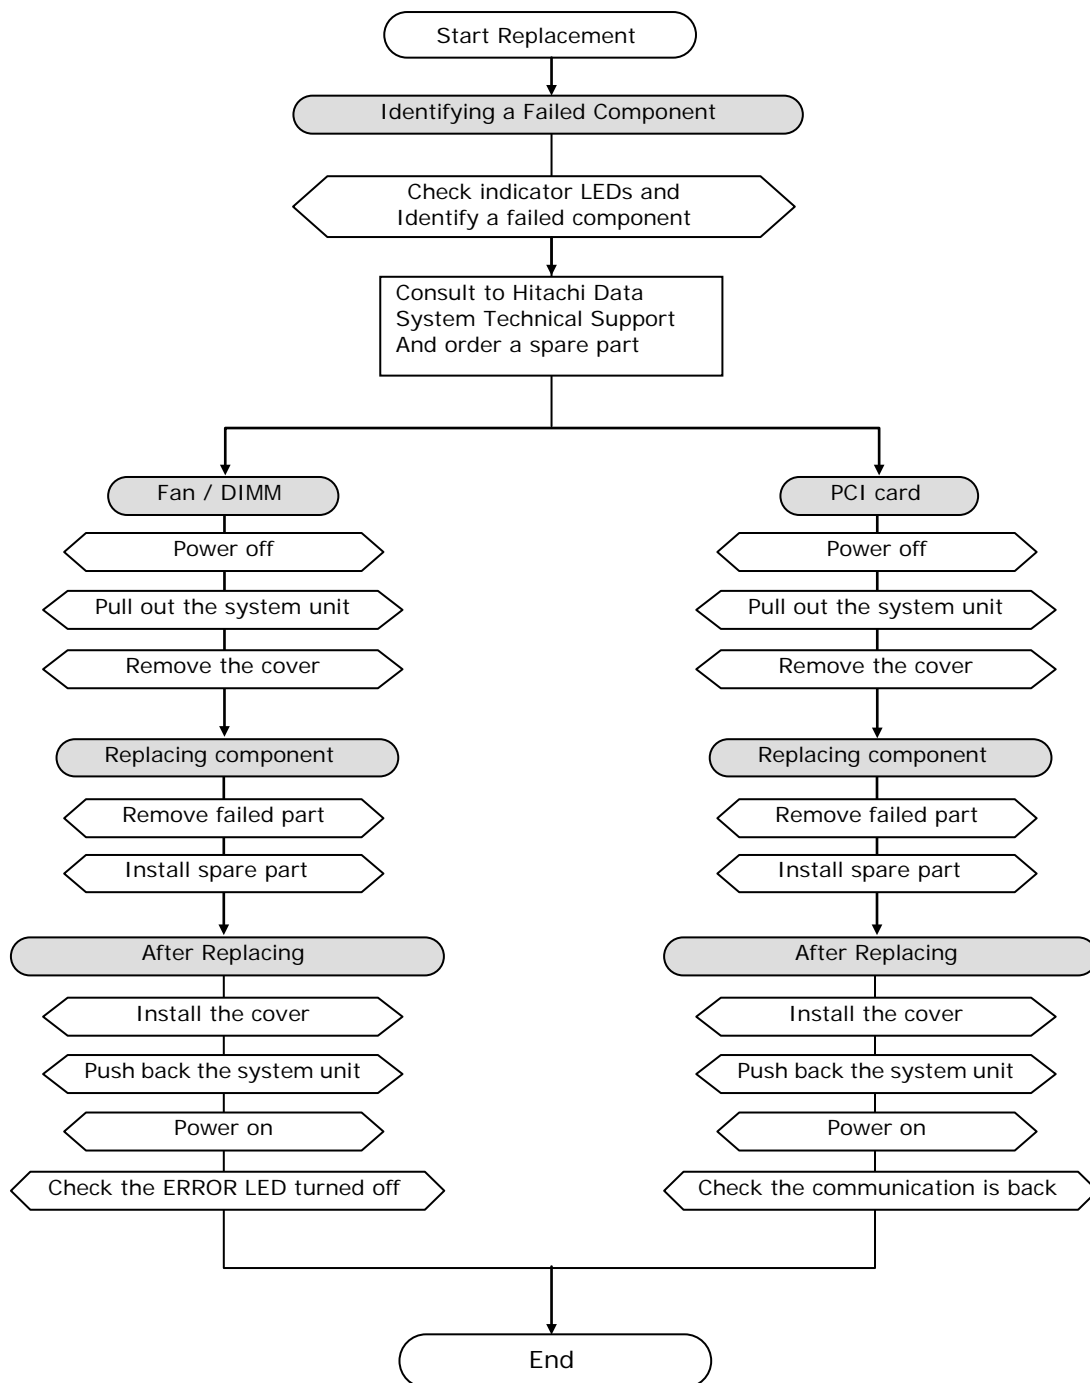 Start Replacement
Identifying a Failed Component
Check indicator LEDs and
Identify a failed component
Consult to Hitachi Data
System Technical Support
And order a spare part
Fan / DIMM
Power off
Pull out the system unit
Remove the cover
Replacing component
Remove failed part
Install spare part
After Replacing
Install the cover
Push back the system unit
Power on
Check the ERROR LED turned off
PCI card
Power off
Pull out the system unit
Remove the cover
Replacing component
Remove failed part
Install spare part
After Replacing
Install the cover
Push back the system unit
Power on
Check the communication is back
End